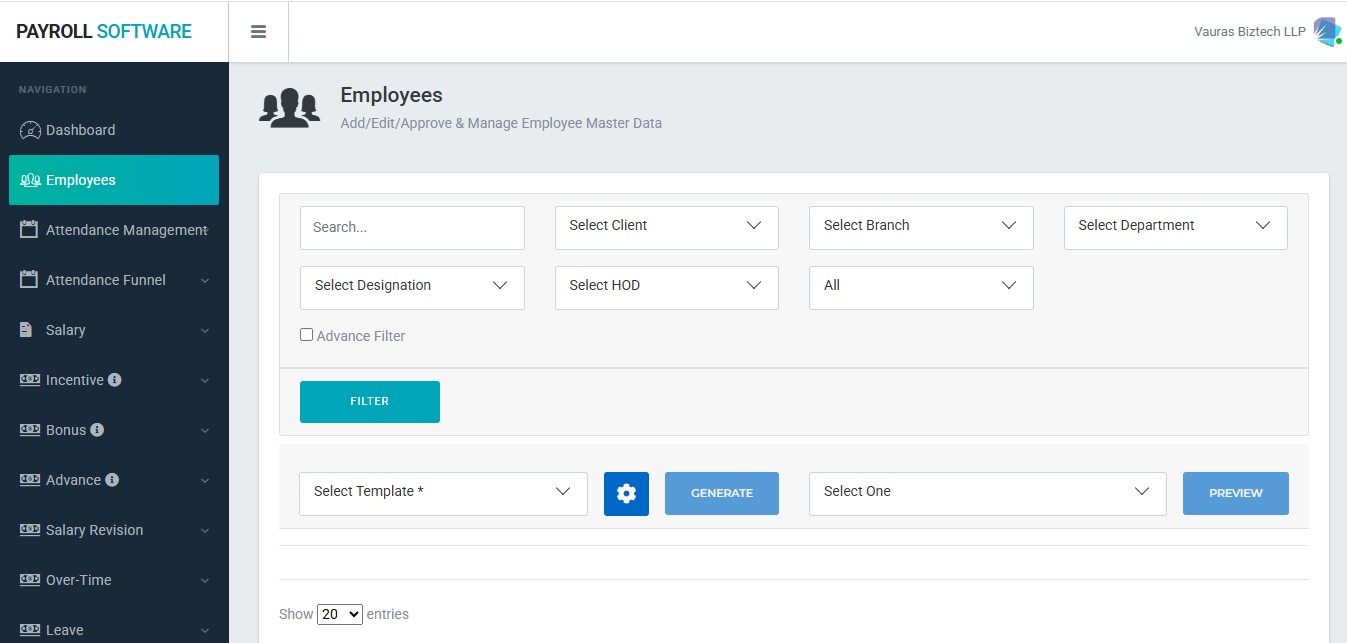 PAYROLL SOFTWARE
Vauras Biztech LLP
NAVIGATION
Dashboard
Employees
Attendance Management
Attendance Funnel
Salary
Incentive
Bonus
Advance
Salary Revision
Over-Time
Leave
Employees
Add/Edit/Approve & Manage Employee Master Data
Search...
Select Client
Select Branch
Select Department
Select Designation
Select HOD
All
Advance Filter
FILTER
Select Template *
GENERATE
Select One
PREVIEW
Show 20 entries